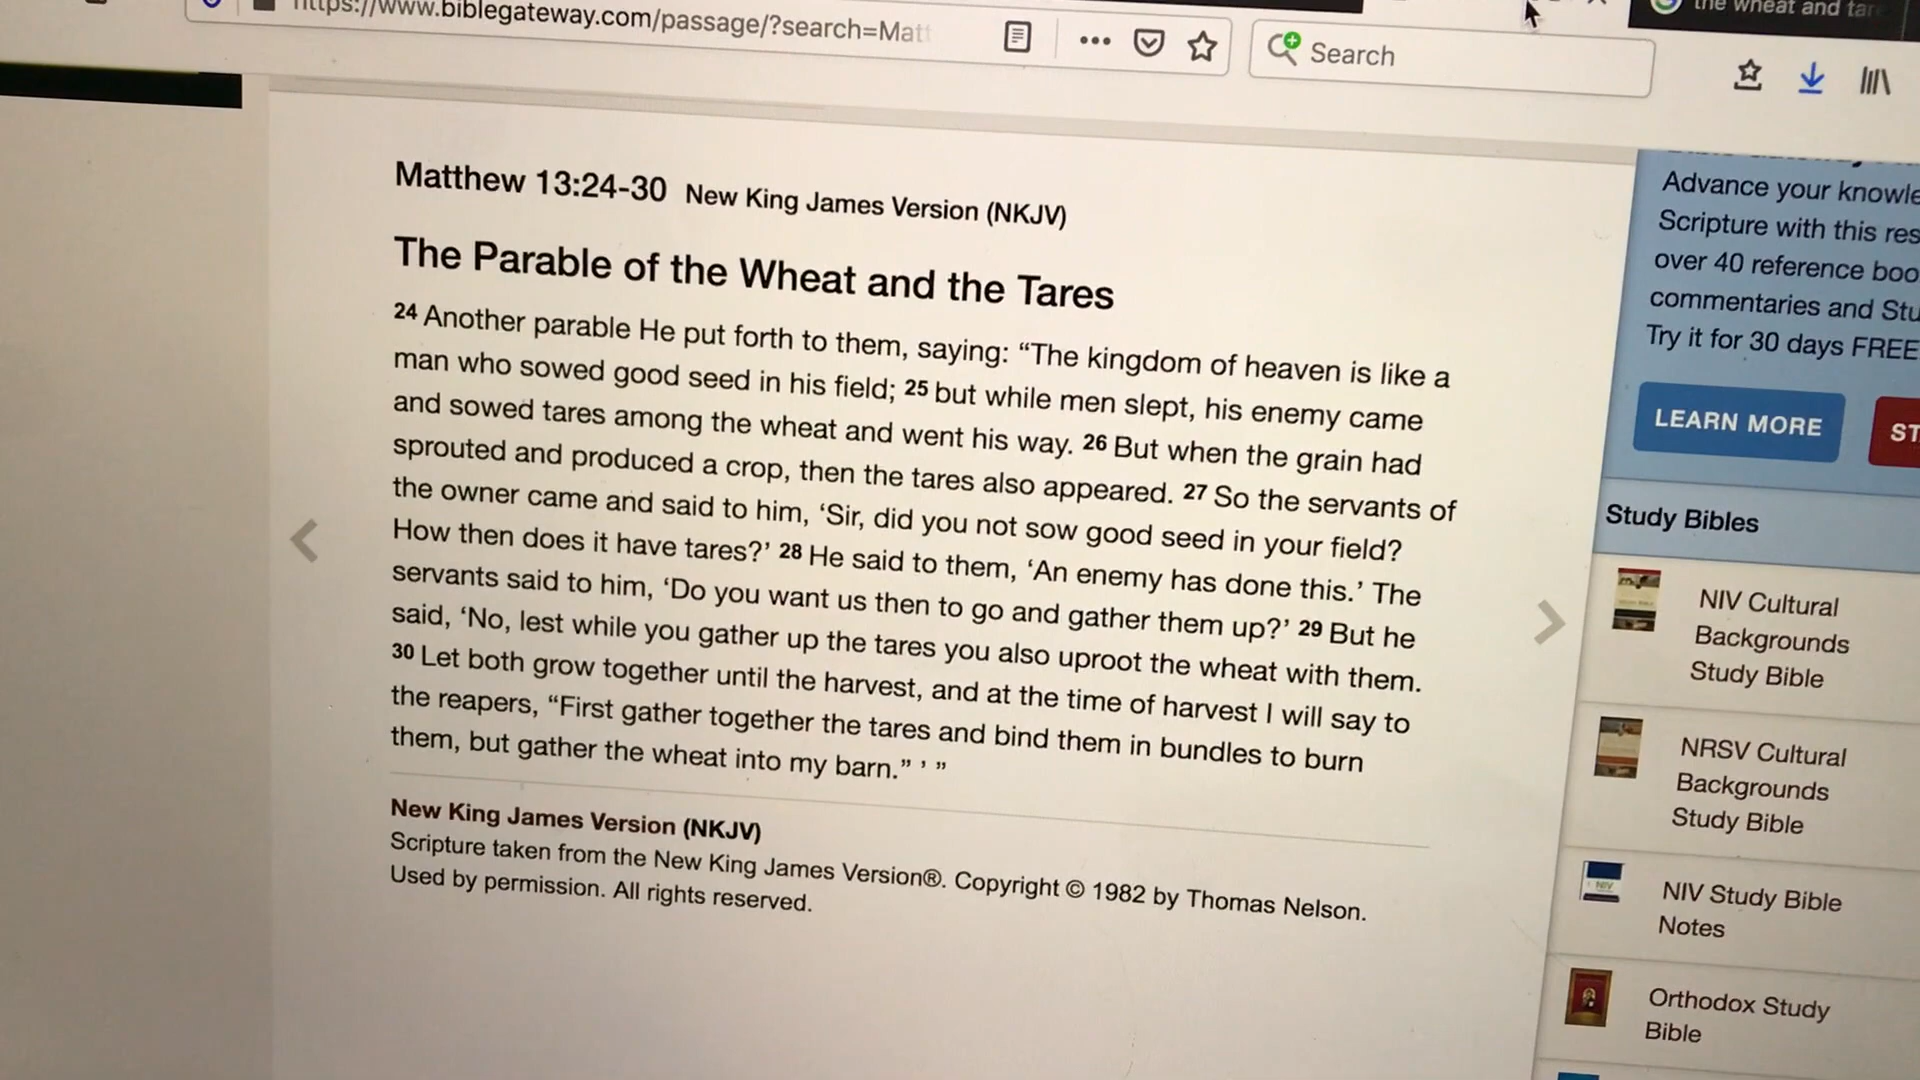 https://www.biblegateway.com/passage/?search=Matt
Search
the wheat and tar
Matthew 13:24-30 New King James Version (NKJV)
The Parable of the Wheat and the Tares
24 Another parable He put forth to them, saying: “The kingdom of heaven is like a
man who sowed good seed in his field; 25 but while men slept, his enemy came
and sowed tares among the wheat and went his way. 26 But when the grain had
sprouted and produced a crop, then the tares also appeared. 27 So the servants of
the owner came and said to him, ‘Sir, did you not sow good seed in your field?
How then does it have tares?’ 28 He said to them, ‘An enemy has done this.’ The
servants said to him, ‘Do you want us then to go and gather them up?’ 29 But he
said, ‘No, lest while you gather up the tares you also uproot the wheat with them.
30 Let both grow together until the harvest, and at the time of harvest I will say to
the reapers, “First gather together the tares and bind them in bundles to burn
them, but gather the wheat into my barn.” ’ ”
New King James Version (NKJV)
Scripture taken from the New King James Version®. Copyright © 1982 by Thomas Nelson.
Used by permission. All rights reserved.
Advance your knowle
Scripture with this res
over 40 reference boo
commentaries and Stu
Try it for 30 days FREE
LEARN MORE
ST
Study Bibles
NIV Cultural
Backgrounds
Study Bible
NRSV Cultural
Backgrounds
Study Bible
NIV Study Bible
Notes
Orthodox Study
Bible